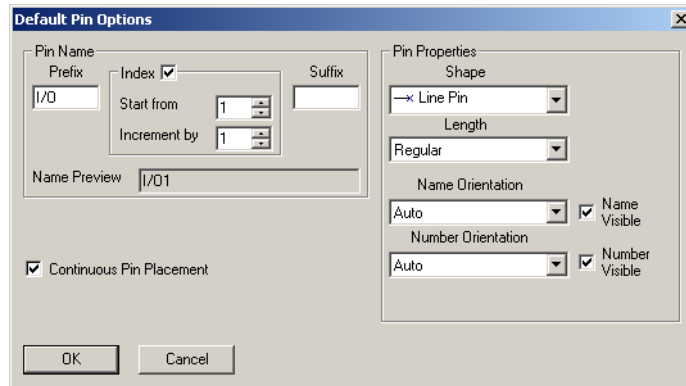 Default Pin Options
Pin Name
Prefix
Index
Suffix
I/O
Start from
1
Increment by
1
Name Preview
I/O1
Continuous Pin Placement
OK
Cancel
Pin Properties
Shape
Line Pin
Length
Regular
Name Orientation
Auto
Name
Visible
Number Orientation
Auto
Number
Visible